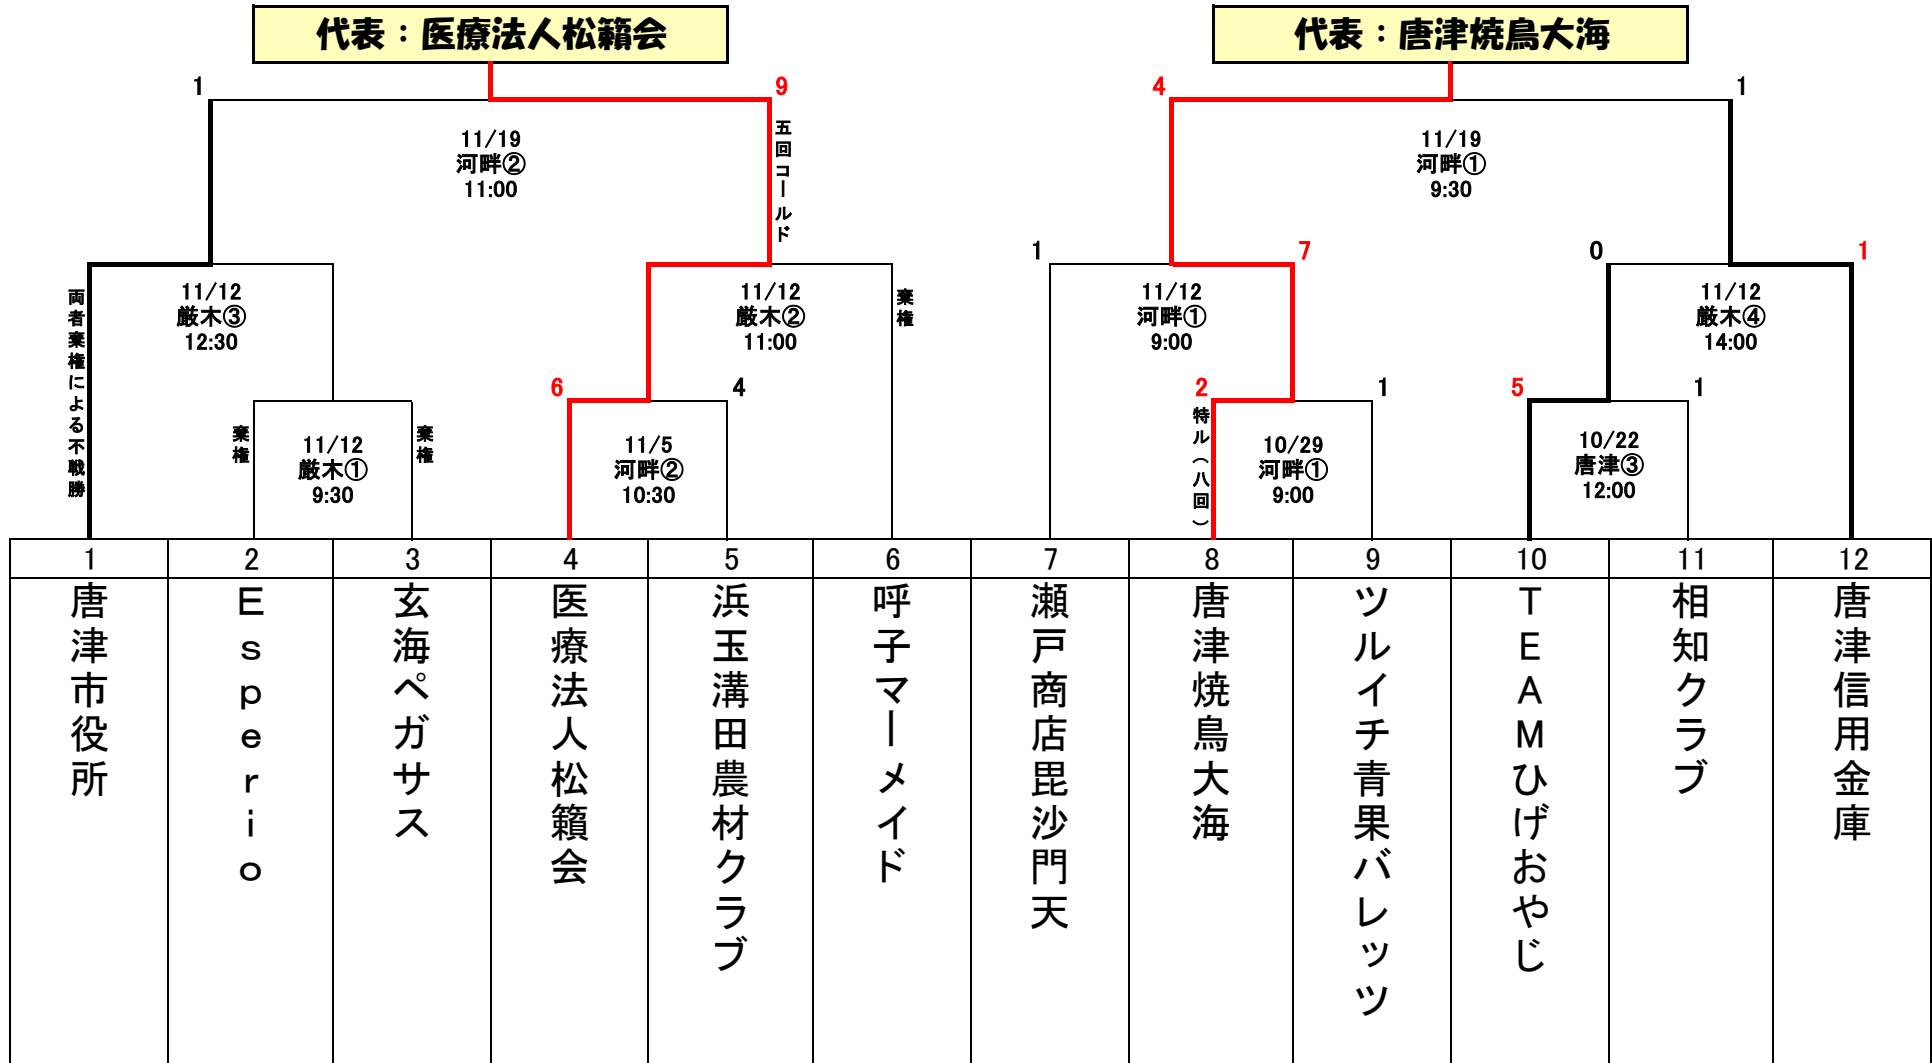 代表：医療法人松籟会
代表：唐津焼鳥大海
1
9
4
1
11/19
河畔②
11:00
五回コールド
11/19
河畔①
9:30
1
7
0
1
両者棄権による不戦勝
11/12
厳木③
12:30
11/12
厳木②
11:00
棄権
11/12
河畔①
9:00
11/12
厳木④
14:00
6
4
2
1
5
1
棄権
11/12
厳木①
9:30
棄権
11/5
河畔②
10:30
特ル（八回）
10/29
河畔①
9:00
10/22
唐津③
12:00
1
2
3
4
5
6
7
8
9
10
11
12
唐津市役所
Esperio
玄海ペガサス
医療法人松籟会
浜玉溝田農材クラブ
呼子マーメイド
瀬戸商店毘沙門天
唐津焼鳥大海
ツルイチ青果バレッツ
TEAMひげおやじ
相知クラブ
唐津信用金庫